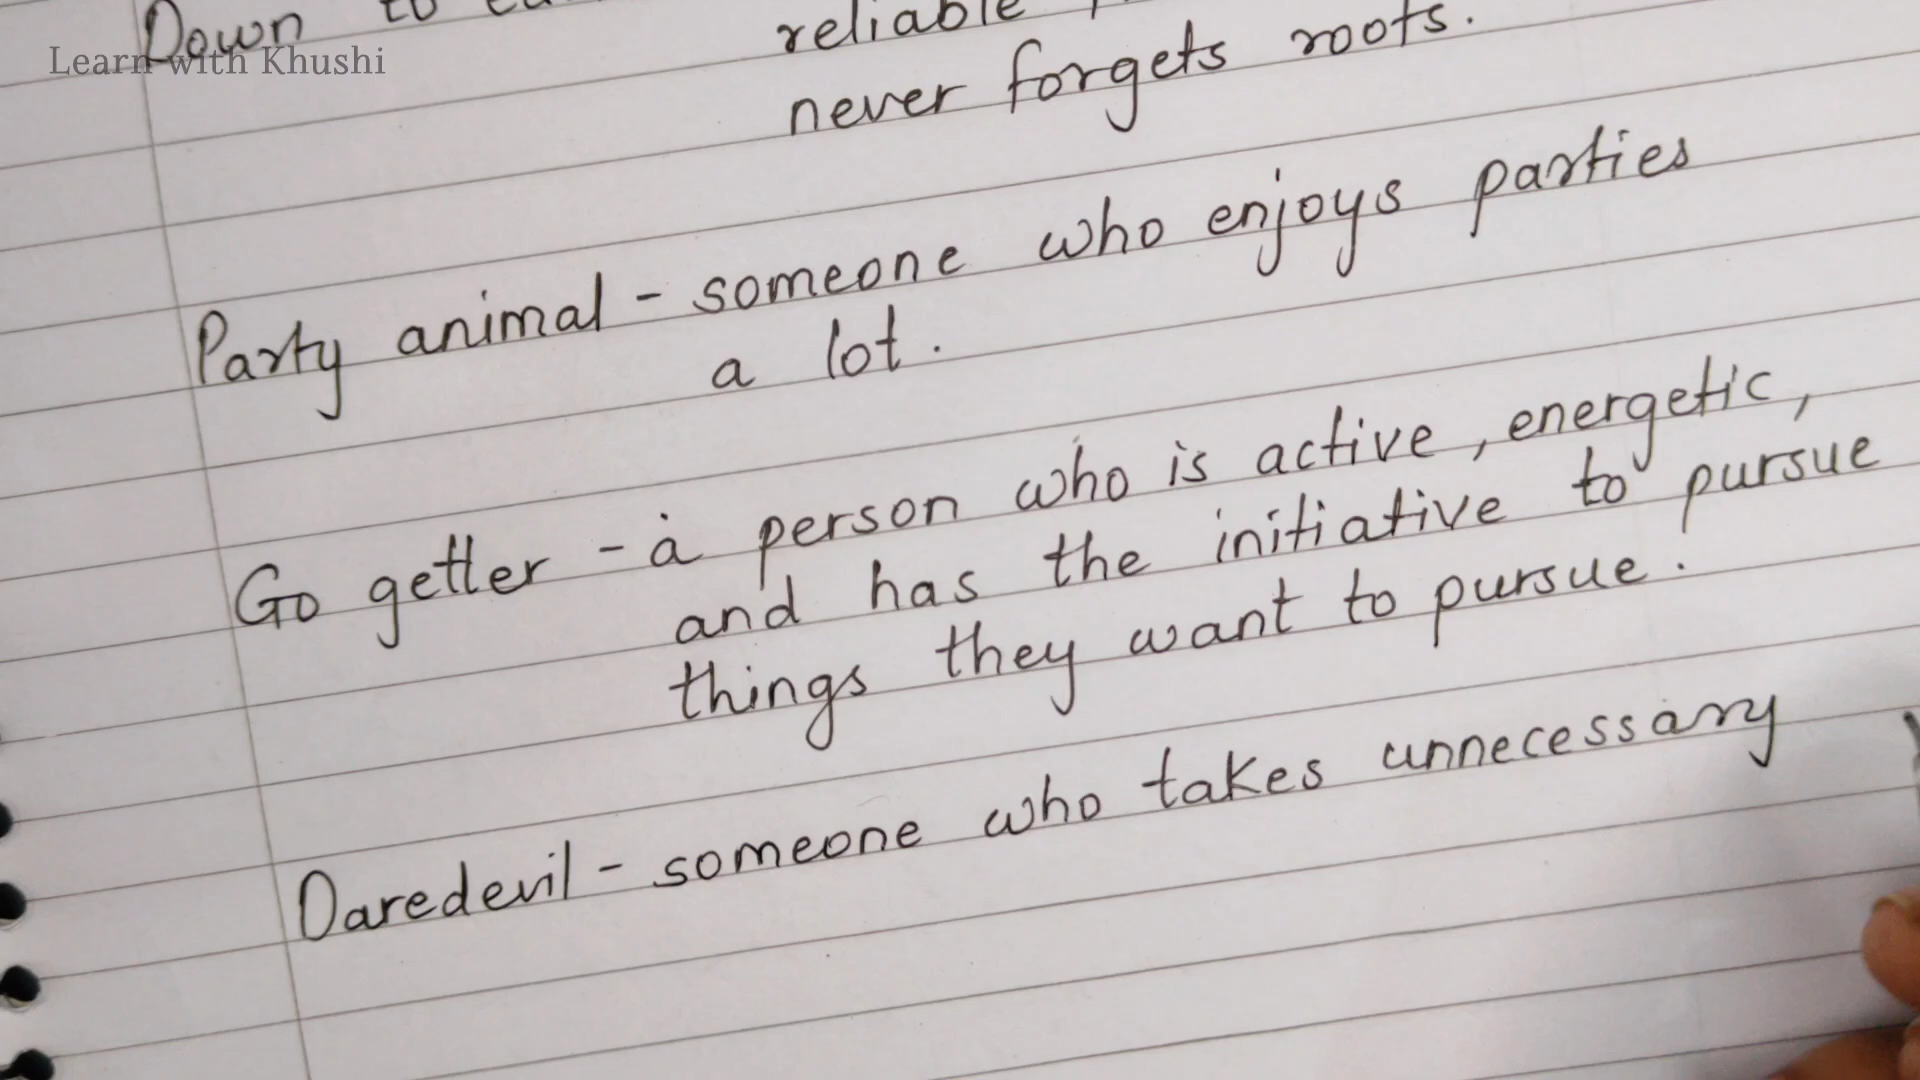 Down to
Learn with Khushi
reliable
never forgets roots.
Party animal - someone who enjoys parties
a lot.
Go getter - a person who is active, energetic,
and has the initiative to pursue
things they want to pursue.
Daredevil - someone who takes unnecessary